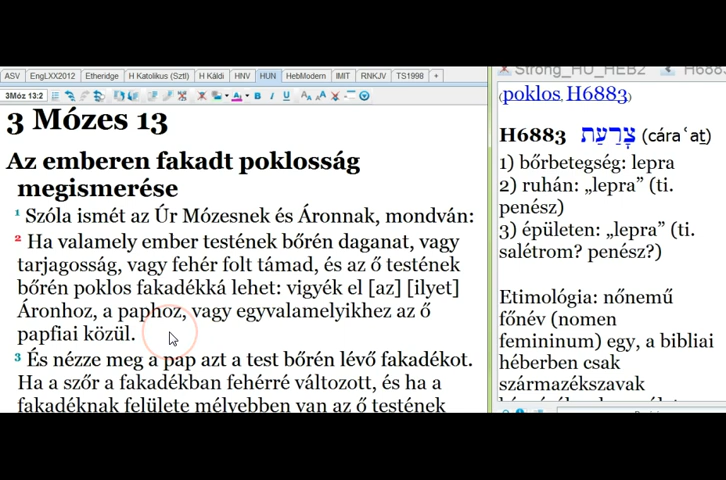 Strong_HU_HEB2
H6883
ASV EngLXX2012 Etheridge H Katolikus (SztI) H Káldi HNV HUN HebModern IMIT RNKJV TS1998 +
3Móz 13:2
3 Mózes 13
Az emberen fakadt poklosság
megismerése
1 Szóla ismét az Úr Mózesnek és Áronnak, mondván:
2 Ha valamely ember testének bőrén daganat, vagy
tarjagosság, vagy fehér folt támad, és az ő testének
bőrén poklos fakadékká lehet: vigyék el [az] [ilyet]
Áronhoz, a paphoz, vagy egyvalamelyikhez az ő
papfiai közül.
3 És nézze meg a pap azt a test bőrén lévő fakadékot.
Ha a szőr a fakadékban fehérré változott, és ha a
fakadéknak felülete mélyebben van az ő testének
(poklos, H6883)
H6883 צָרַעַת (cáraʿaṯ)
1) bőrbetegség: lepra
2) ruhán: „lepra” (ti.
penész)
3) épületen: „lepra” (ti.
salétrom? penész?)
Etimológia: nőnemű
főnév (nomen
femininum) egy, a bibliai
héberben csak
származékszavak